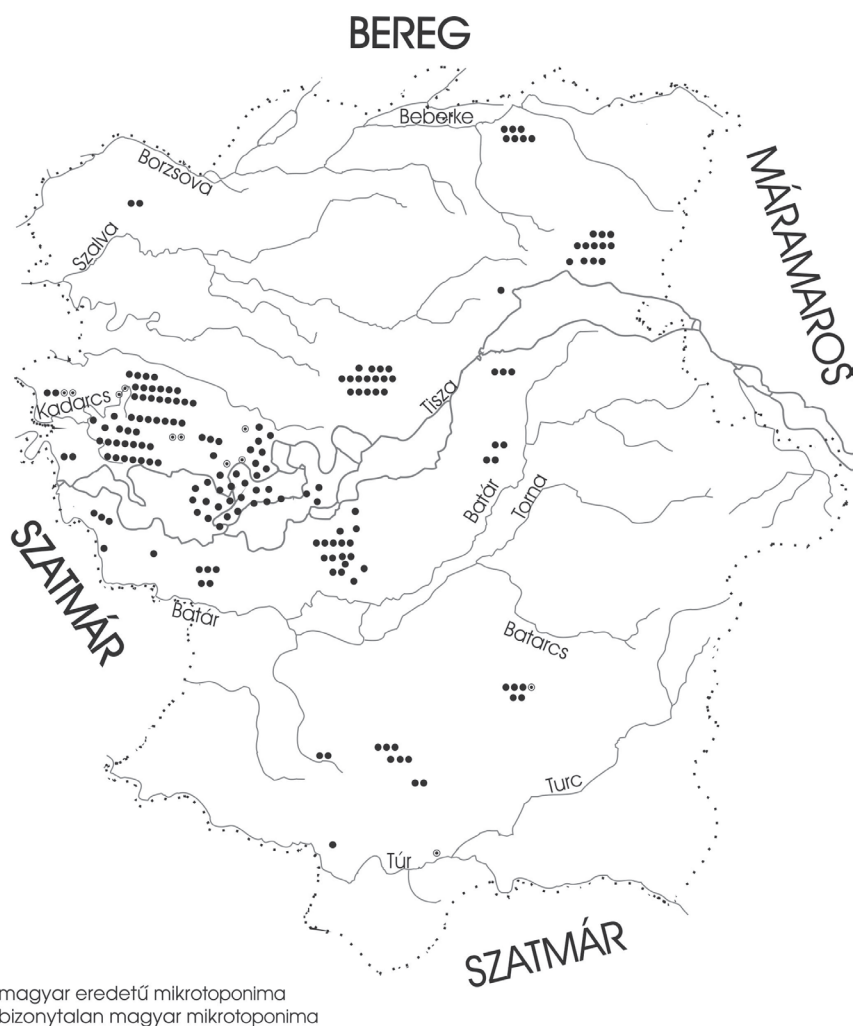 BEREG
Beberke
Borzsova
MÁRAMAROS
Szalva
Tisza
Kadarcs
Batár
Torna
SZATMÁR
Batár
Batarcs
Turc
Túr
SZATMÁR
magyar eredetű mikrotoponima
bizonytalan magyar mikrotoponima